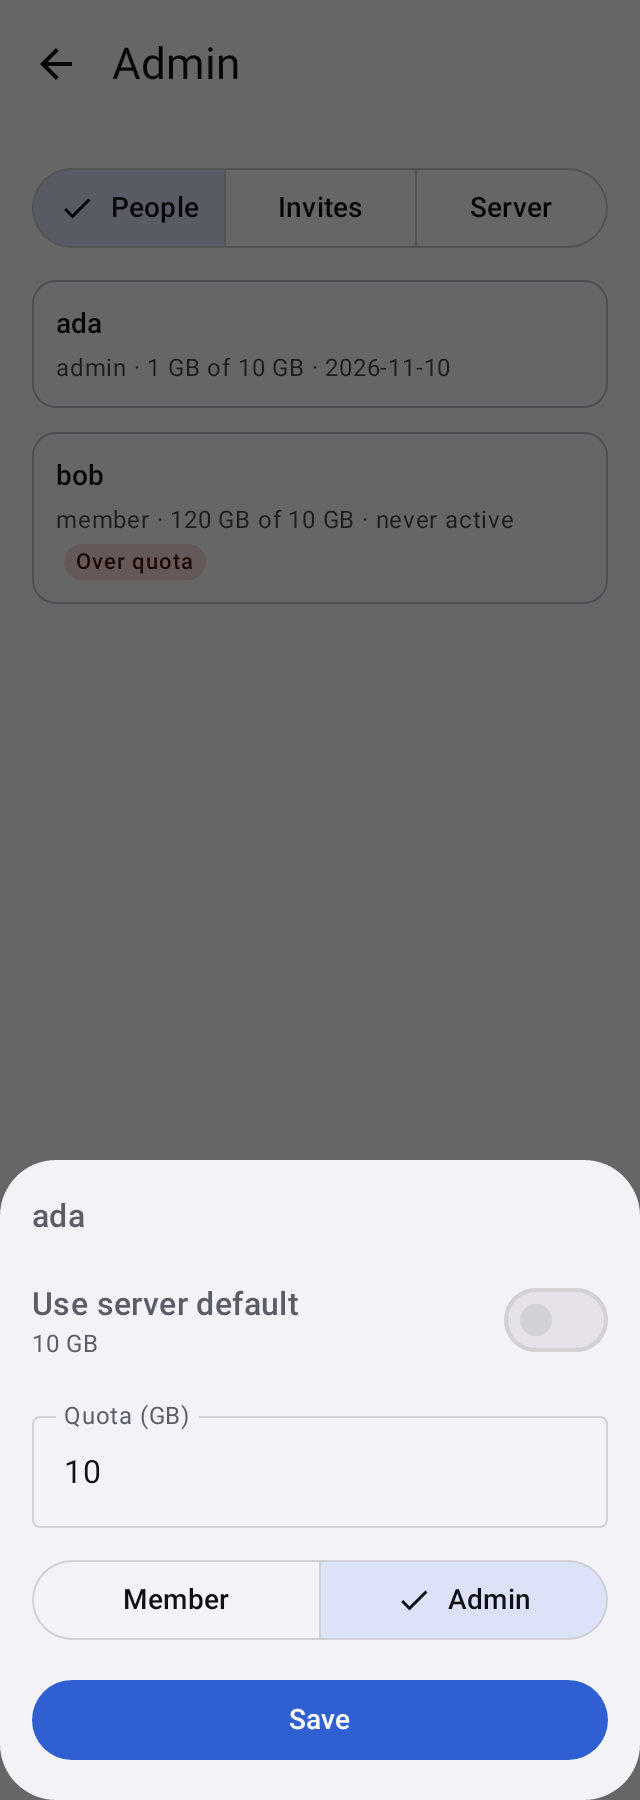 Admin
People
Invites
Server
ada
admin · 1 GB of 10 GB · 2026-11-10
bob
member · 120 GB of 10 GB · never active
Over quota
ada
Use server default
10 GB
Quota (GB)
10
Member
Admin
Save